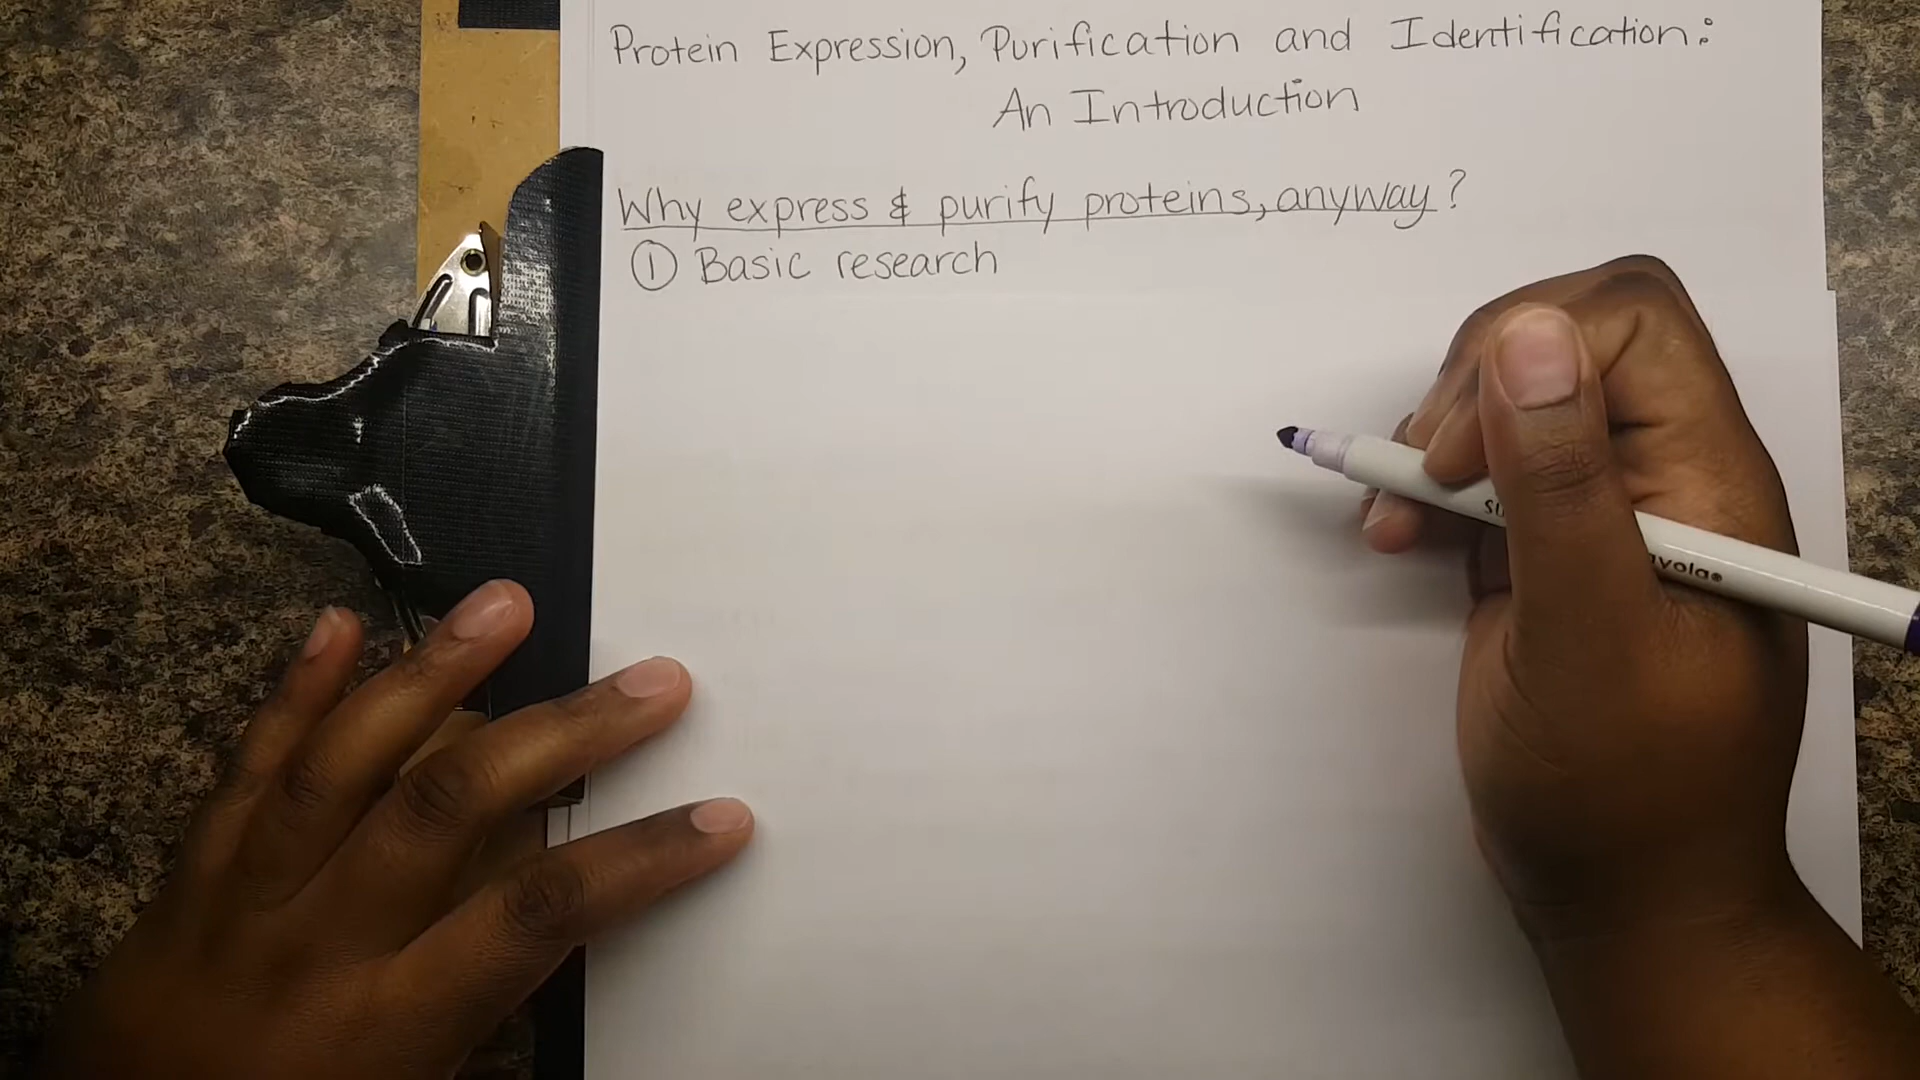 Protein Expression, Purification and Identification:
An Introduction
Why express & purify proteins, anyway?
① Basic research